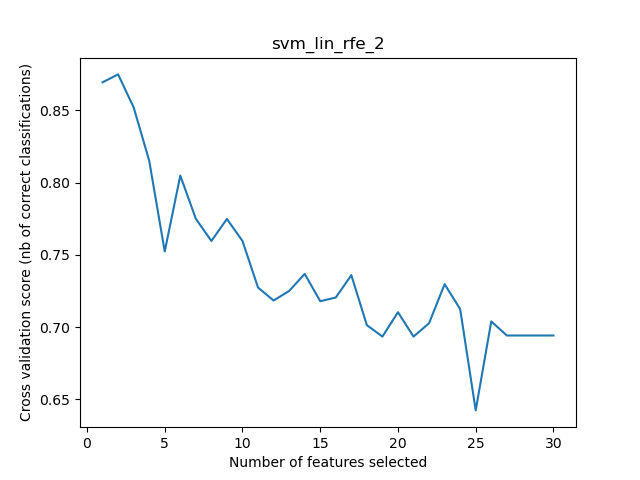 svm_lin_rfe_2
Cross validation score (nb of correct classifications)
0.85
0.80
0.75
0.70
0.65
0 5 10 15 20 25 30
Number of features selected